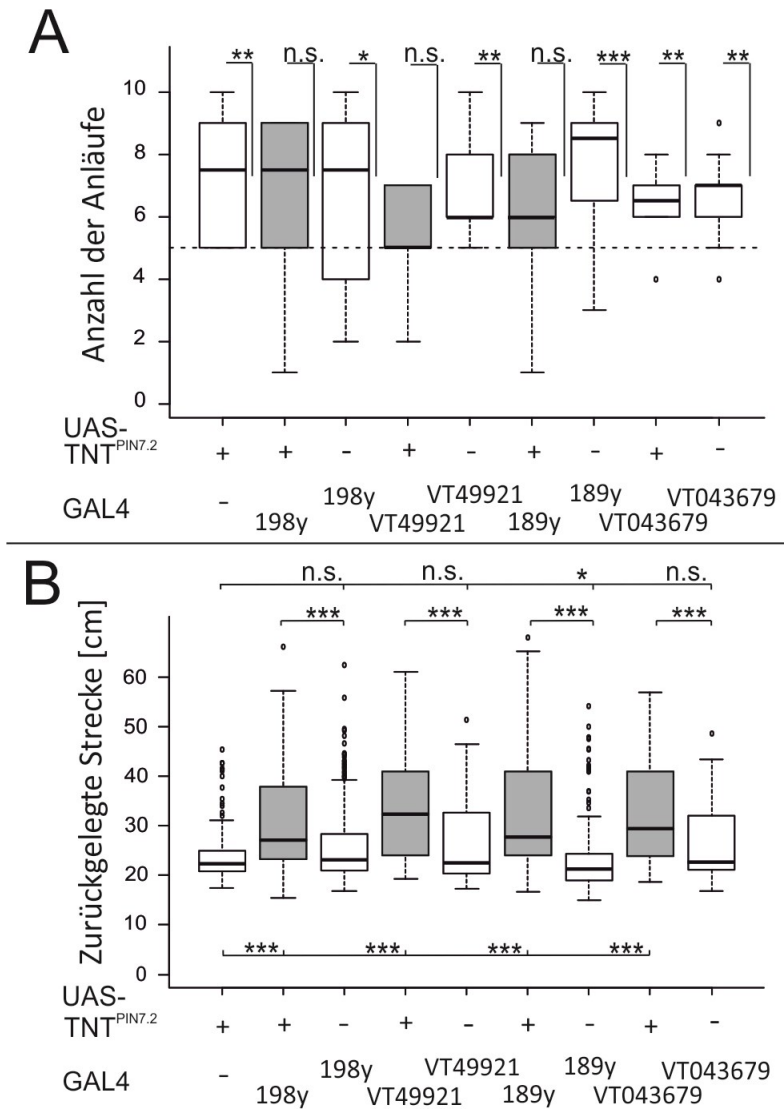 A
** n.s. * n.s. ** n.s. *** ** **
Anzahl der Anläufe
10
8
6
4
2
0
UAS-
TNT^PIN7.2 + + - + - + - + -
GAL4 - 198y 198y VT49921 VT49921 189y 189y VT043679 VT043679
B
n.s. n.s. * n.s.
*** *** *** ***
Zurückgelegte Strecke [cm]
60
50
40
30
20
10
0
*** *** *** ***
UAS-
TNT^PIN7.2 + + - + - + - + -
GAL4 - 198y 198y VT49921 VT49921 189y 189y VT043679 VT043679